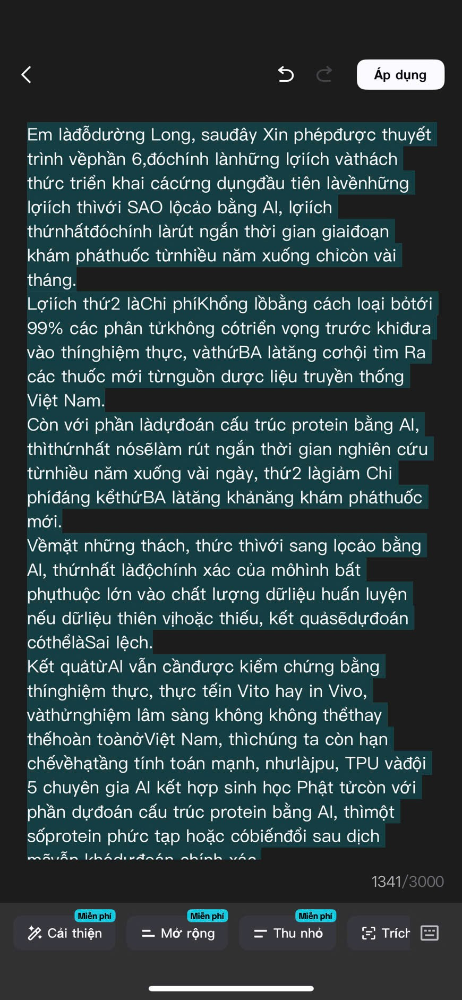 Áp dụng
Em làđỗdường Long, sauđây Xin phépđược thuyết
trình vềphần 6,đóchính lànhững lợiích vàthách
thức triển khai cácứng dụngđầu tiên làvềnhững
lợiích thìvới SAO lộcảo bằng AI, lợiích
thứnhấtđóchính làrút ngắn thời gian giaiđoạn
khám pháthuốc từnhiều năm xuống chỉcòn vài
tháng.
Lợiích thứ2 làChi phíKhổng lồbằng cách loại bỏtới
99% các phân tửkhông cótriển vọng trước khiđưa
vào thínghiệm thực, vàthứBA làtăng cơhội tìm Ra
các thuốc mới từnguồn dược liệu truyền thống
Việt Nam.
Còn với phần làdựđoán cấu trúc protein bằng AI,
thìthứnhất nósẽlàm rút ngắn thời gian nghiên cứu
từnhiều năm xuống vài ngày, thứ2 làgiảm Chi
phíđáng kểthứBA làtăng khảnăng khám pháthuốc
mới.
Vềmặt những thách, thức thìvới sang lọcảo bằng
AI, thứnhất làđộchính xác của môhình bất
phụthuộc lớn vào chất lượng dữliệu huấn luyện
nếu dữliệu thiên vịhoặc thiếu, kết quảsẽdựđoán
cóthểlàSai lệch.
Kết quảtừAI vẫn cầnđược kiểm chứng bằng
thínghiệm thực, thực tếin Vito hay in Vivo,
vàthửnghiệm lâm sàng không không thểthay
thếhoàn toànởViệt Nam, thìchúng ta còn hạn
chếvềhạtầng tính toán mạnh, nhưlàjpu, TPU vàđội
5 chuyên gia AI kết hợp sinh học Phật tửcòn với
phần dựđoán cấu trúc protein bằng AI, thìmột
sốprotein phức tạp hoặc cóbiếnđổi sau dịch
mãvẫn khódựđoán chính xác
1341/3000
Miễn phí Miễn phí Miễn phí
Cải thiện Mở rộng Thu nhỏ Trích